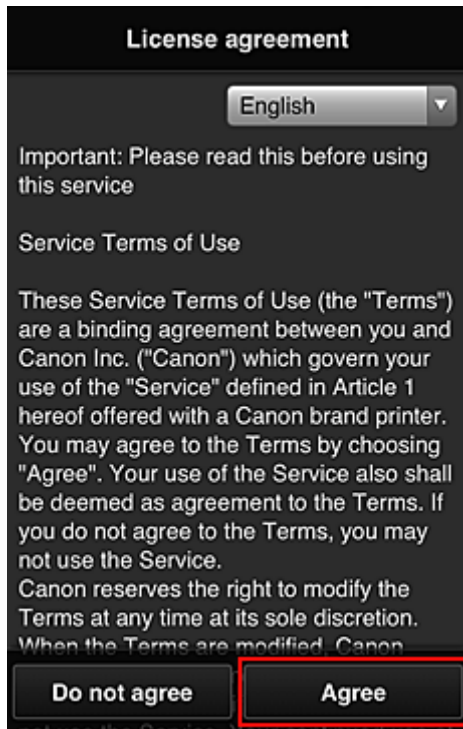 License agreement
English
Important: Please read this before using
this service
Service Terms of Use
These Service Terms of Use (the "Terms")
are a binding agreement between you and
Canon Inc. ("Canon") which govern your
use of the "Service" defined in Article 1
hereof offered with a Canon brand printer.
You may agree to the Terms by choosing
"Agree". Your use of the Service also shall
be deemed as agreement to the Terms. If
you do not agree to the Terms, you may
not use the Service.
Canon reserves the right to modify the
Terms at any time at its sole discretion.
When the Terms are modified, Canon
Do not agree
Agree